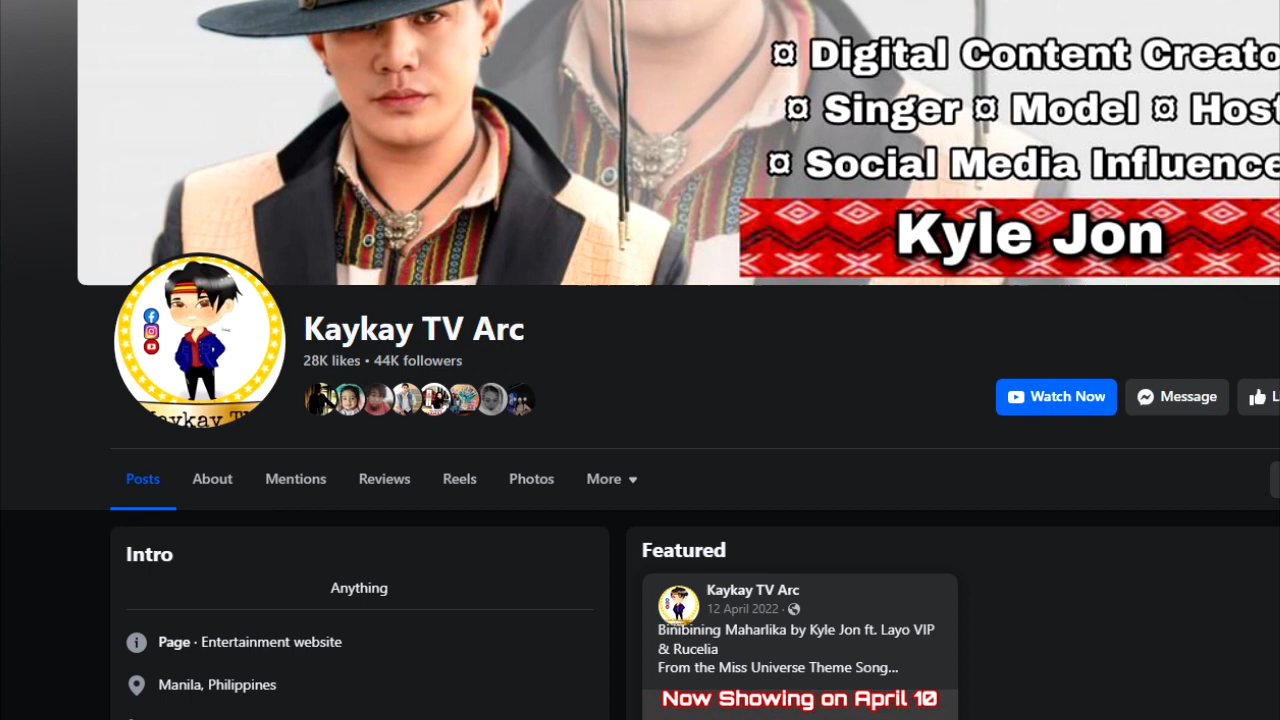 ¤ Digital Content Creato
¤ Singer ¤ Model ¤ Host
¤ Social Media Influence
Kyle Jon
Kaykay TV
Kaykay TV Arc
28K likes • 44K followers
Watch Now
Message
L
Posts
About
Mentions
Reviews
Reels
Photos
More
Intro
Anything
Page · Entertainment website
Manila, Philippines
Featured
Kaykay TV Arc
12 April 2022 ·
Binibining Maharlika by Kyle Jon ft. Layo VIP
& Rucelia
From the Miss Universe Theme Song...
Now Showing on April 10